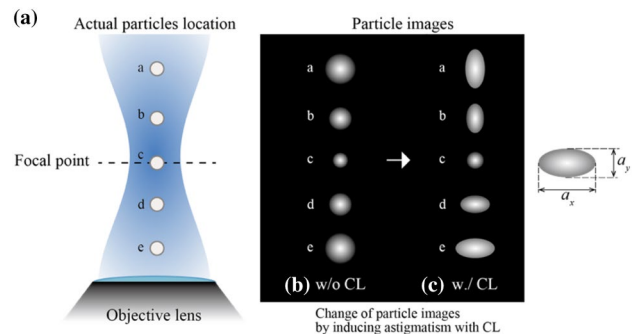 (a)
Actual particles location
Particle images
a
b
c
d
e
Focal point
Objective lens
a
b
c
d
e
(b) w/o CL
a
b
c
d
e
(c) w./ CL
a_y
a_x
Change of particle images
by inducing astigmatism with CL